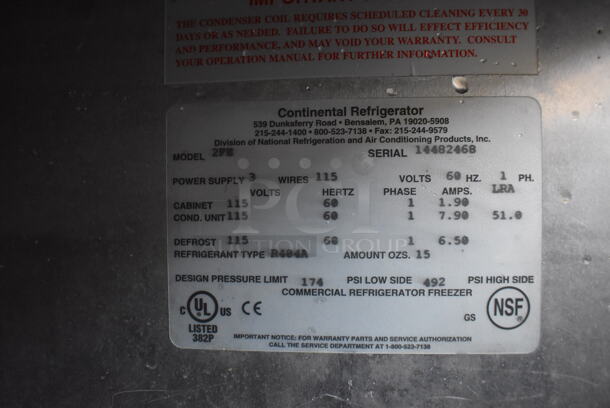 THE CONDENSER COIL REQUIRES SCHEDULED CLEANING EVERY 30
DAYS OR AS NEEDED. FAILURE TO DO SO WILL EFFECT EFFICIENCY
AND PERFORMANCE, AND MAY VOID YOUR WARRANTY. CONSULT
YOUR OPERATION MANUAL FOR FURTHER INFORMATION.
Continental Refrigerator
539 Dunksferry Road • Bensalem, PA 19020-5908
215-244-1400 • 800-523-7138 • Fax: 215-244-9579
Division of National Refrigeration and Air Conditioning Products, Inc.
MODEL 2FE SERIAL 14482468
POWER SUPPLY 3 WIRES 115 VOLTS 60 HZ. 1 PH.
VOLTS HERTZ PHASE AMPS. LRA
CABINET 115 60 1 1.90
COND. UNIT 115 60 1 7.90 51.0
DEFROST 115 60 1 6.50
REFRIGERANT TYPE R404A AMOUNT OZS. 15
DESIGN PRESSURE LIMIT 174 PSI LOW SIDE 492 PSI HIGH SIDE
COMMERCIAL REFRIGERATOR FREEZER
C UL US CE GS NSF
LISTED
382P
IMPORTANT NOTICE: FOR WARRANTY PARTS AND SERVICE AUTHORIZATION
CALL THE SERVICE DEPARTMENT AT 1-800-523-7138
PCI
AUCTION GROUP